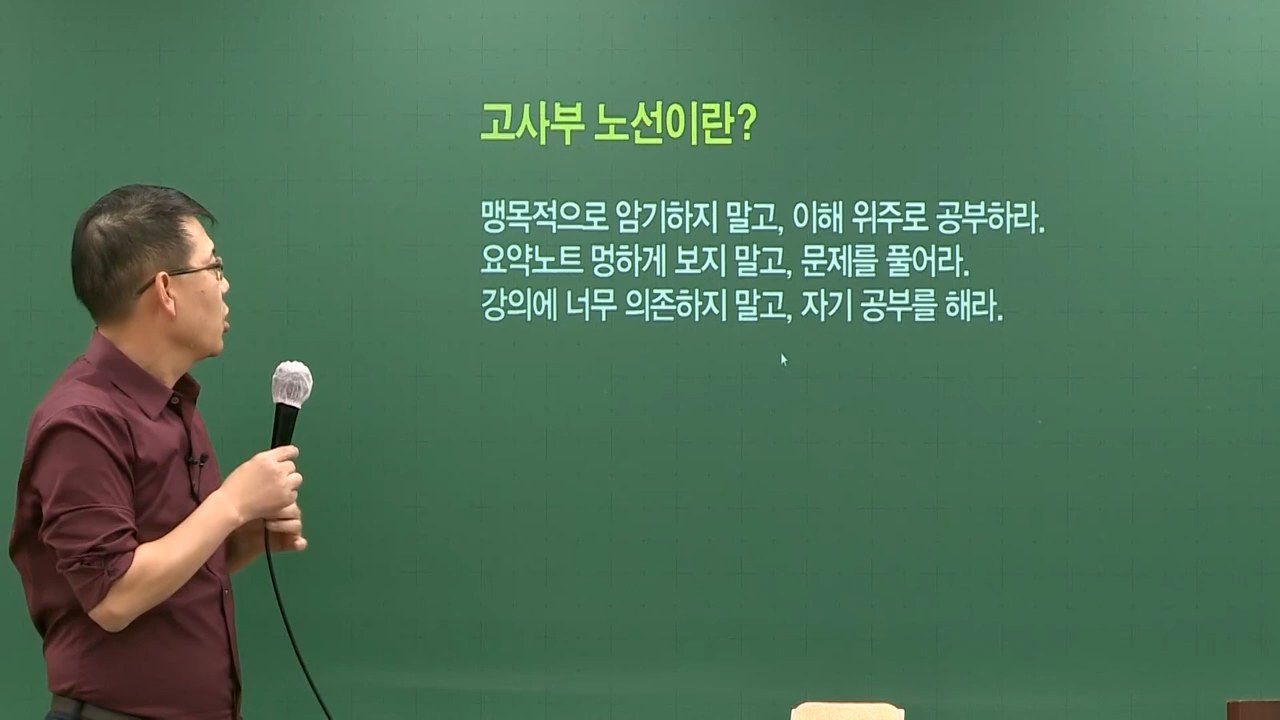 고사부 노선이란?
맹목적으로 암기하지 말고, 이해 위주로 공부하라.
요약노트 멍하게 보지 말고, 문제를 풀어라.
강의에 너무 의존하지 말고, 자기 공부를 해라.